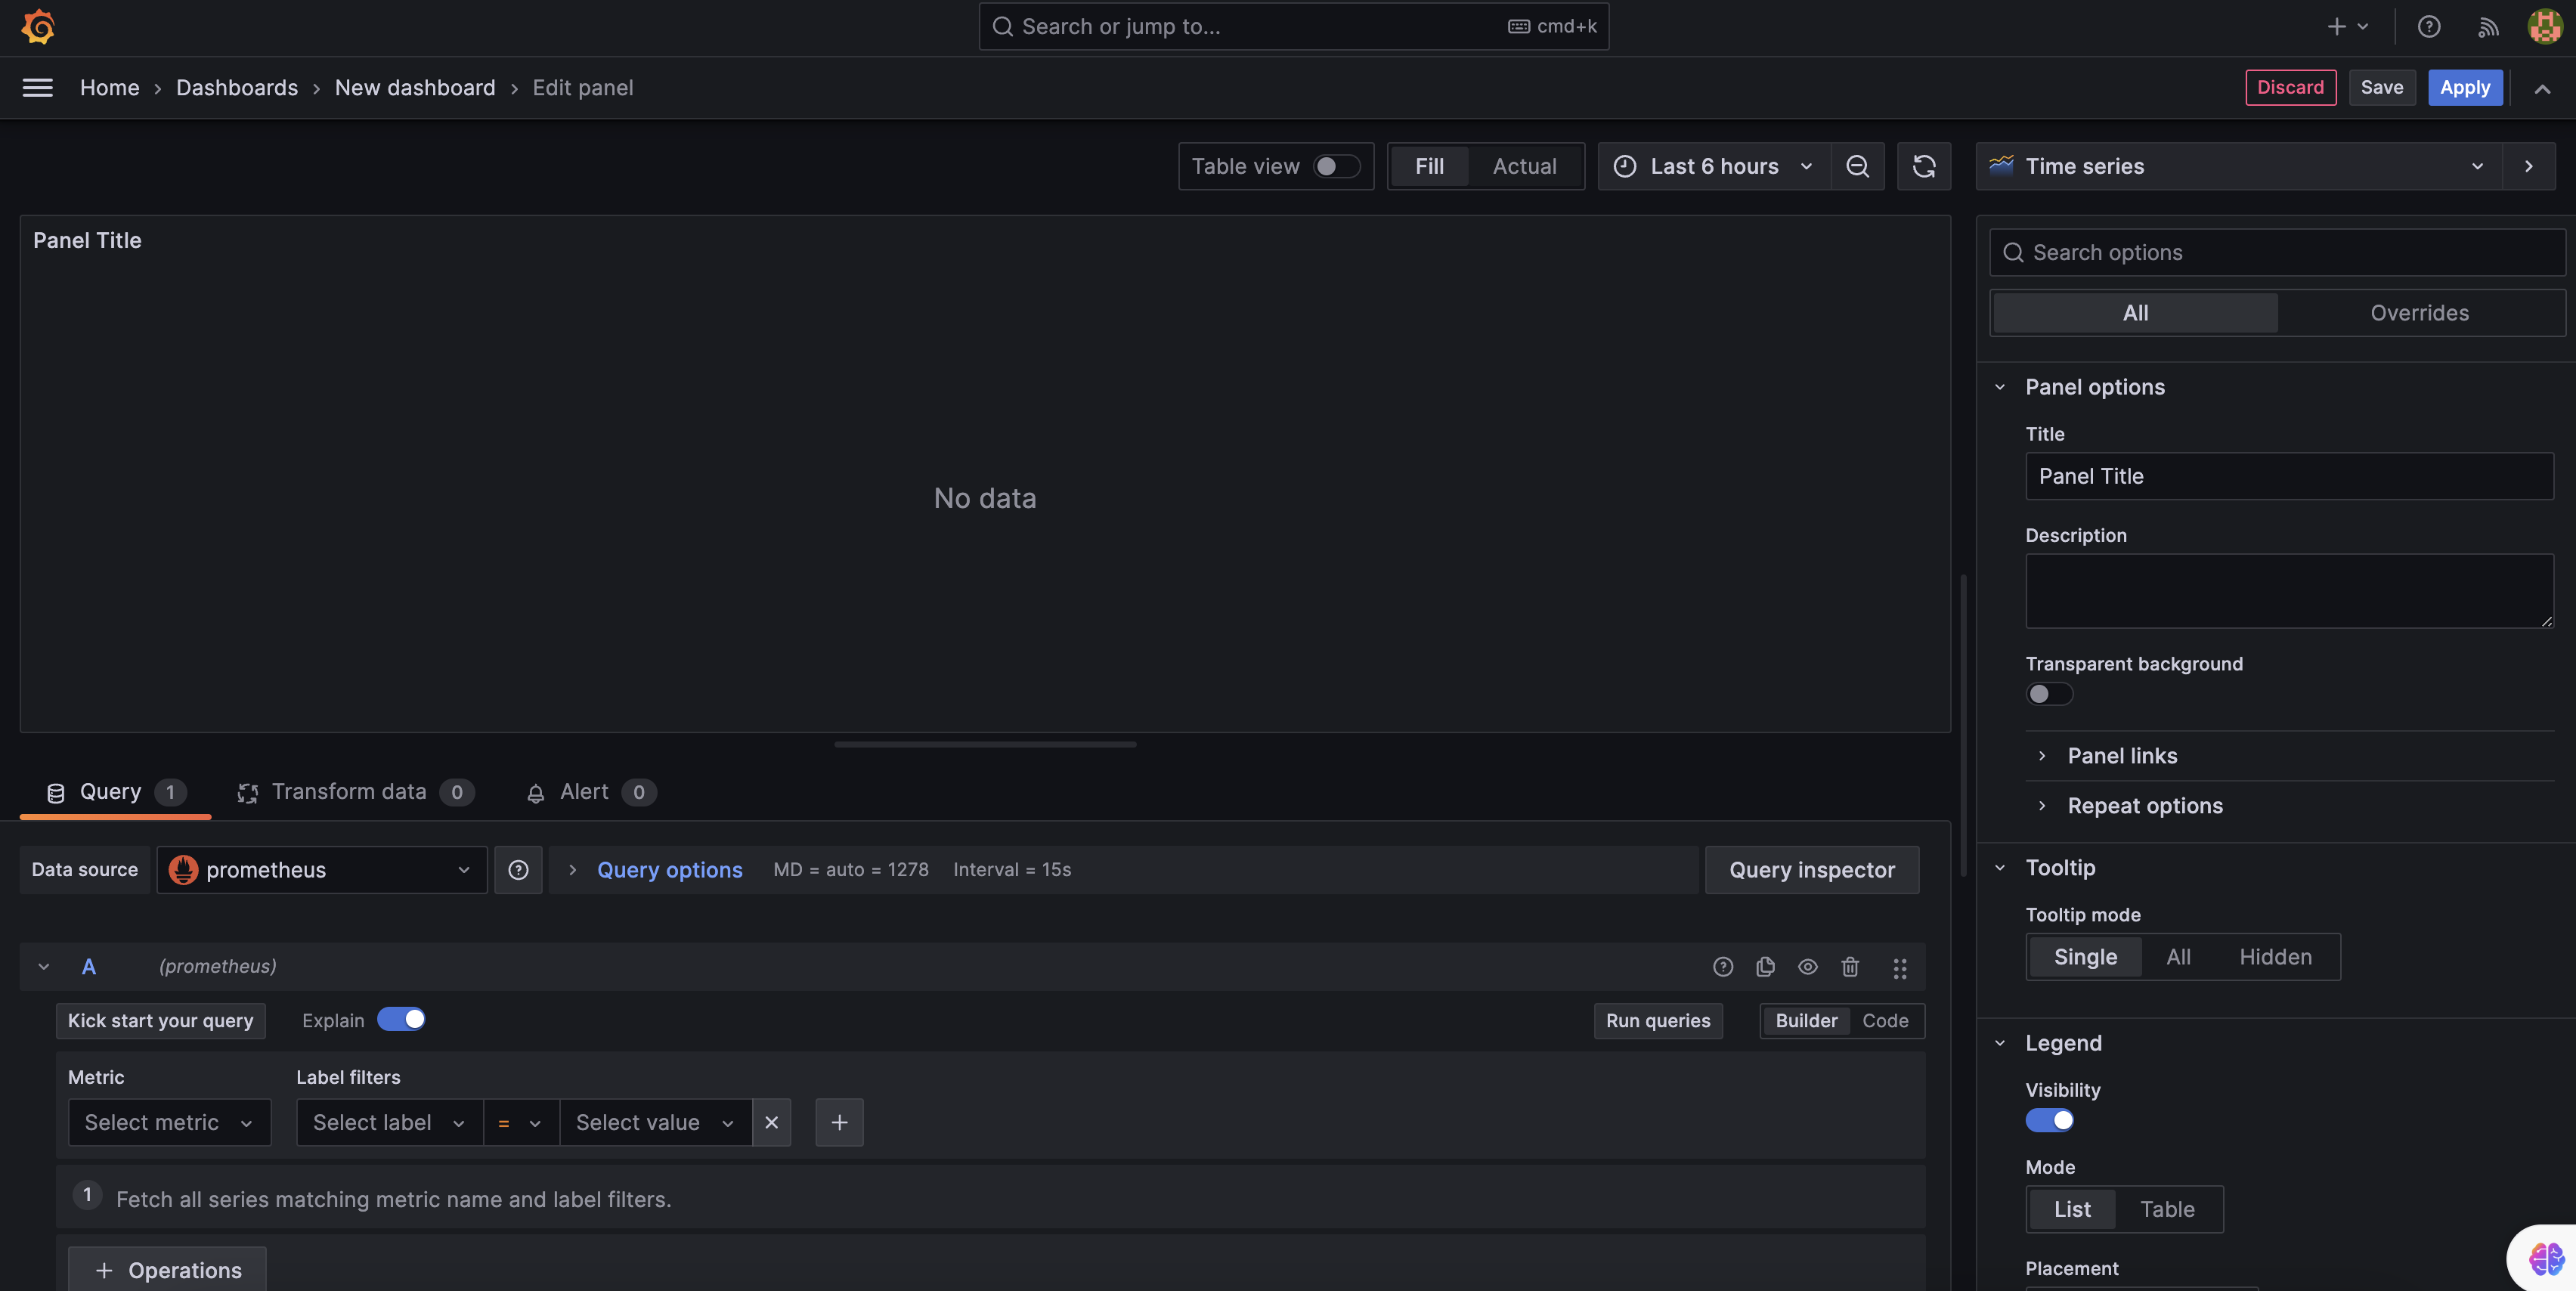 Search or jump to... cmd+k
Home › Dashboards › New dashboard › Edit panel Discard Save Apply
Table view Fill Actual Last 6 hours Time series
Panel Title
No data
Search options
All Overrides
Panel options
Title
Panel Title
Description
Transparent background
Panel links
Repeat options
Tooltip
Tooltip mode
Single All Hidden
Legend
Visibility
Mode
List Table
Placement
Query 1 Transform data 0 Alert 0
Data source prometheus Query options MD = auto = 1278 Interval = 15s Query inspector
A (prometheus)
Kick start your query Explain Run queries Builder Code
Metric Label filters
Select metric Select label = Select value
1 Fetch all series matching metric name and label filters.
+ Operations